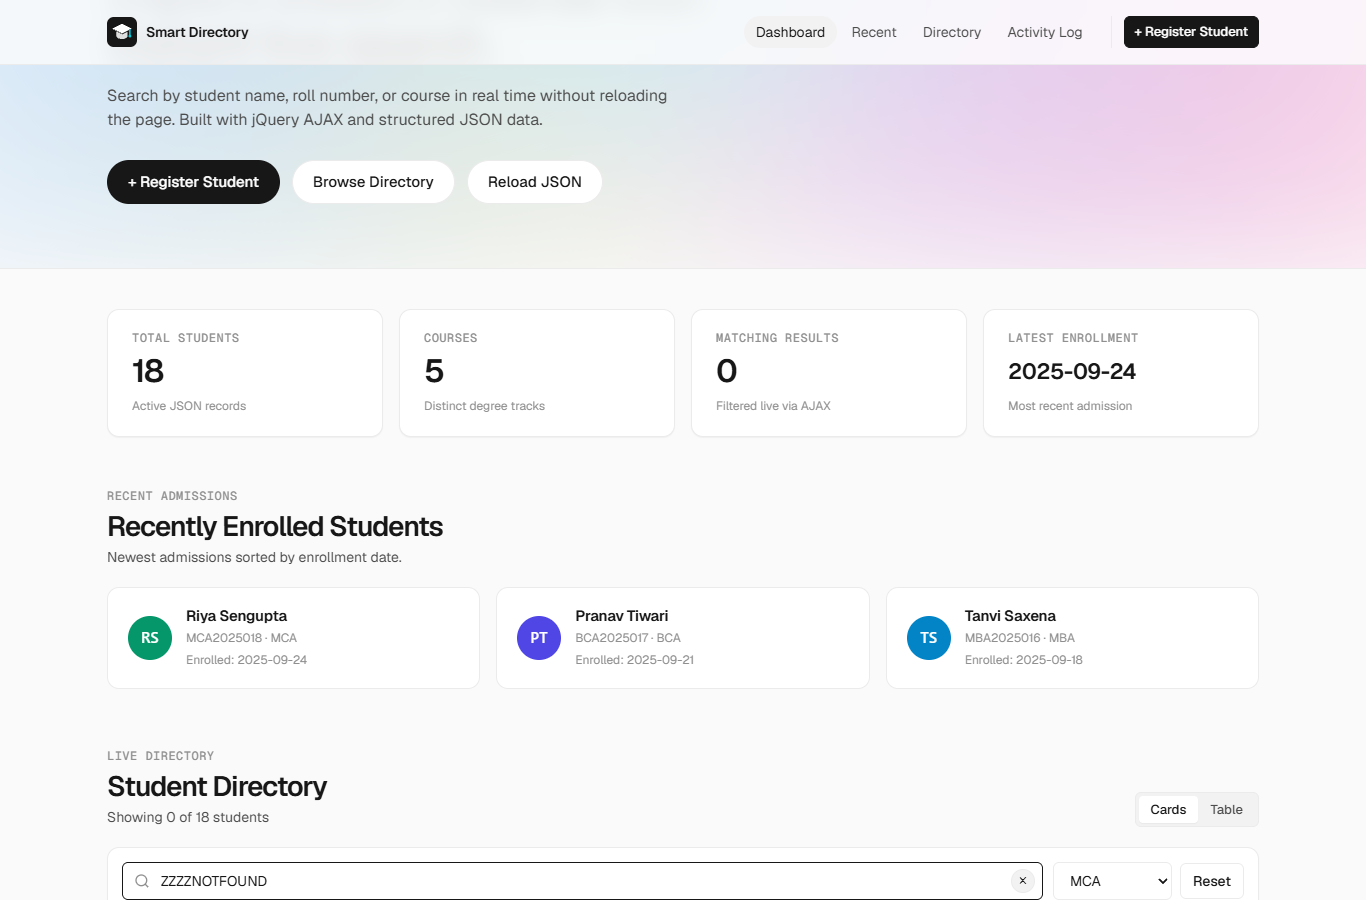 Smart Directory
Dashboard
Recent
Directory
Activity Log
+ Register Student
Search by student name, roll number, or course in real time without reloading
the page. Built with jQuery AJAX and structured JSON data.
+ Register Student
Browse Directory
Reload JSON
TOTAL STUDENTS
18
Active JSON records
COURSES
5
Distinct degree tracks
MATCHING RESULTS
0
Filtered live via AJAX
LATEST ENROLLMENT
2025-09-24
Most recent admission
RECENT ADMISSIONS
Recently Enrolled Students
Newest admissions sorted by enrollment date.
RS
Riya Sengupta
MCA2025018 · MCA
Enrolled: 2025-09-24
PT
Pranav Tiwari
BCA2025017 · BCA
Enrolled: 2025-09-21
TS
Tanvi Saxena
MBA2025016 · MBA
Enrolled: 2025-09-18
LIVE DIRECTORY
Student Directory
Showing 0 of 18 students
Cards
Table
ZZZZNOTFOUND
MCA
Reset